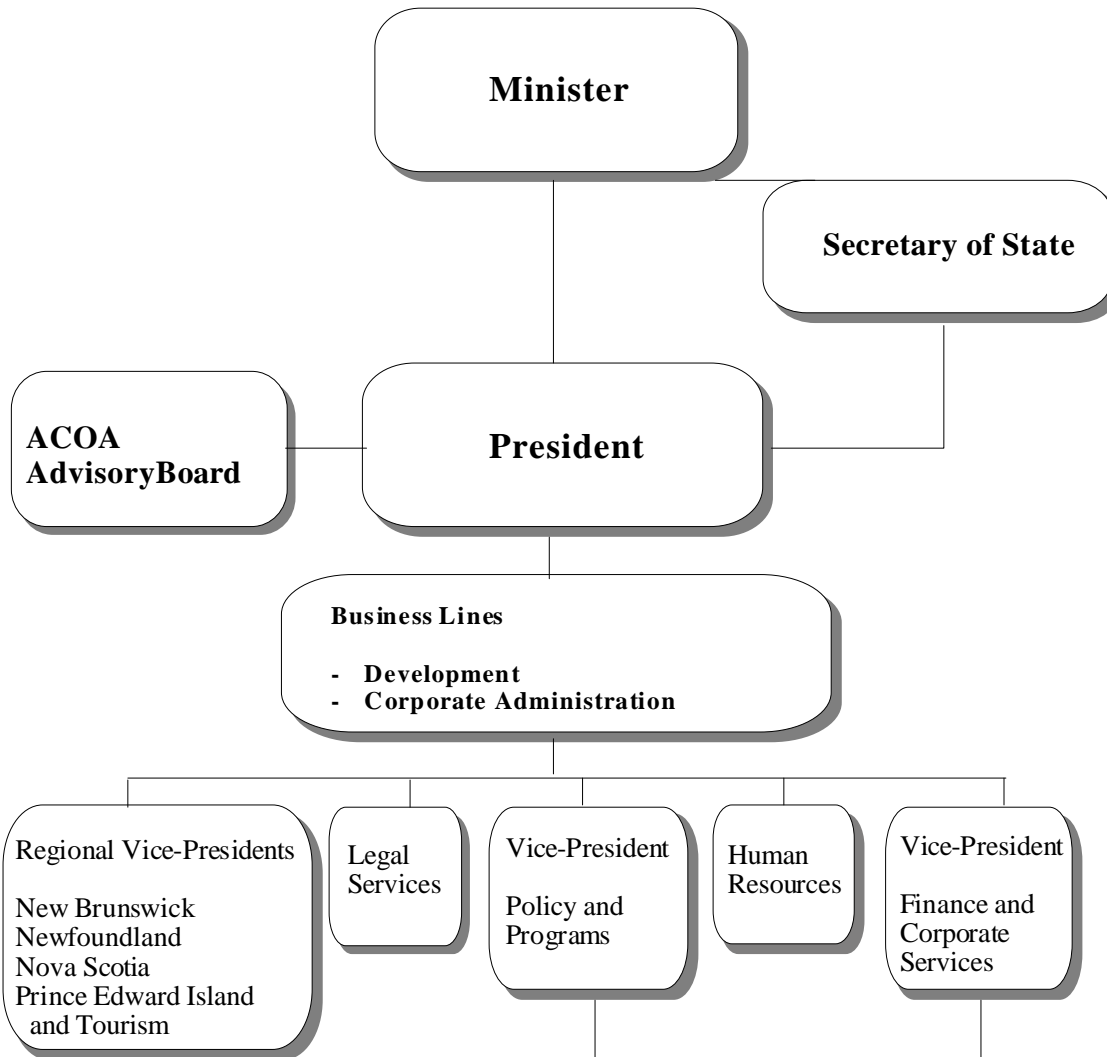 Minister
Secretary of State
ACOA
AdvisoryBoard
President
Business Lines
- Development
- Corporate Administration
Regional Vice-Presidents
New Brunswick
Newfoundland
Nova Scotia
Prince Edward Island
and Tourism
Legal
Services
Vice-President
Policy and
Programs
Human
Resources
Vice-President
Finance and
Corporate
Services